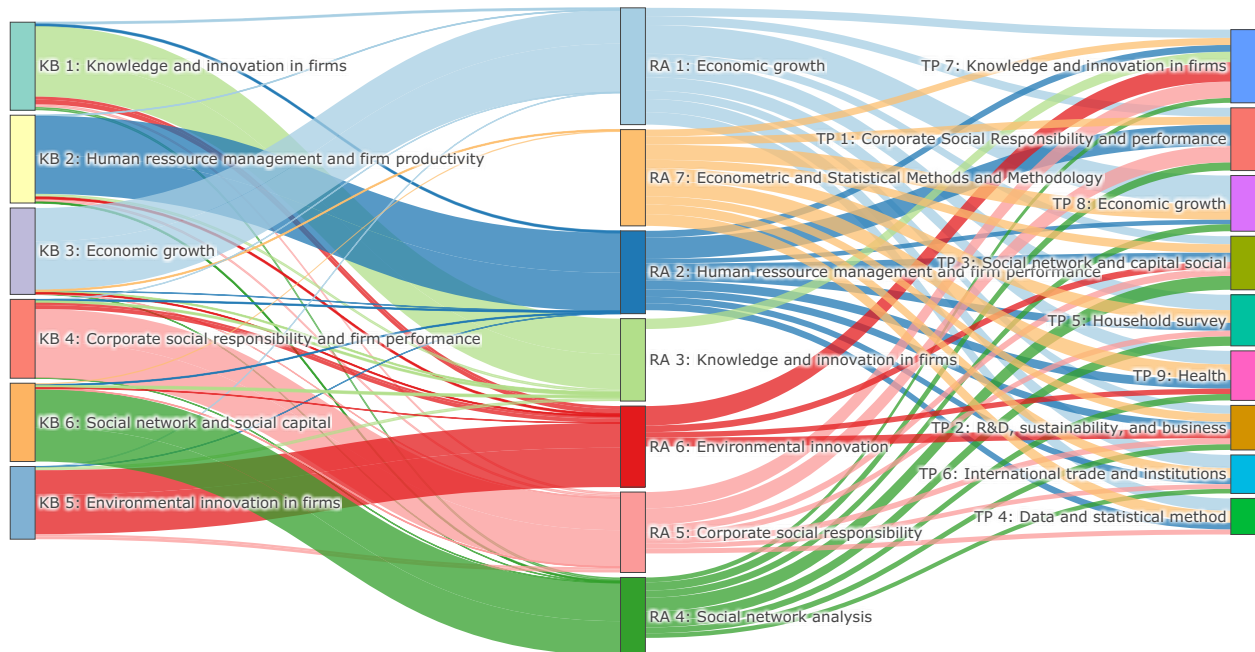 KB 1: Knowledge and innovation in firms
KB 2: Human ressource management and firm productivity
KB 3: Economic growth
KB 4: Corporate social responsibility and firm performance
KB 6: Social network and social capital
KB 5: Environmental innovation in firms
RA 1: Economic growth
RA 7: Econometric and Statistical Methods and Methodology
RA 2: Human ressource management and firm performance
RA 3: Knowledge and innovation in firms
RA 6: Environmental innovation
RA 5: Corporate social responsibility
RA 4: Social network analysis
TP 7: Knowledge and innovation in firms
TP 1: Corporate Social Responsibility and performance
TP 8: Economic growth
TP 3: Social network and capital social
TP 5: Household survey
TP 9: Health
TP 2: R&D, sustainability, and business
TP 6: International trade and institutions
TP 4: Data and statistical method